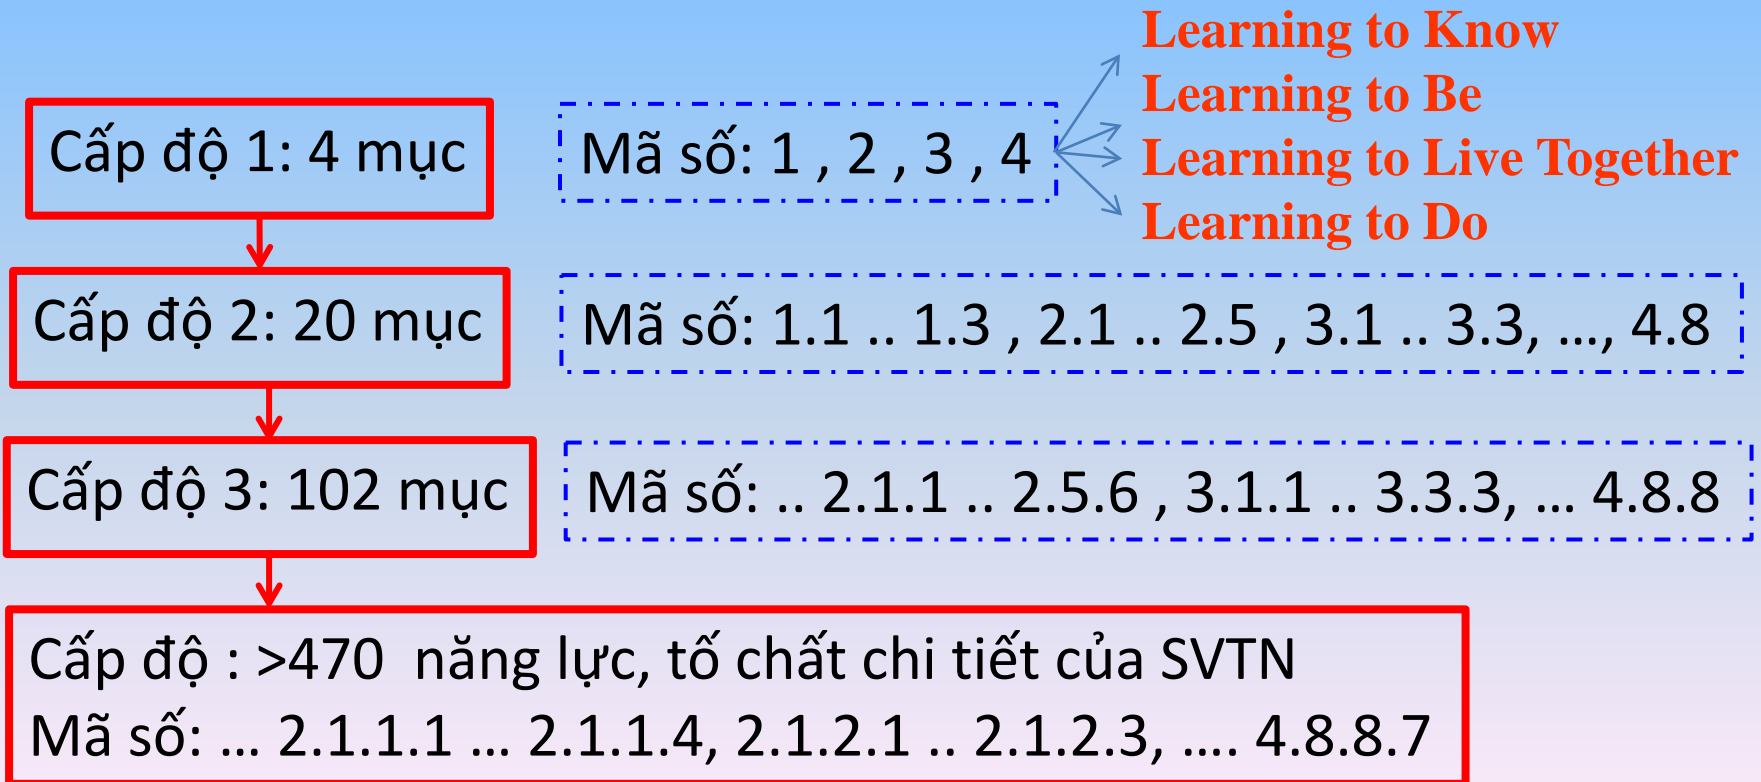 Learning to Know
Learning to Be
Learning to Live Together
Learning to Do
Cấp độ 1: 4 mục
Mã số: 1 , 2 , 3 , 4
Cấp độ 2: 20 mục
Mã số: 1.1 .. 1.3 , 2.1 .. 2.5 , 3.1 .. 3.3, ..., 4.8
Cấp độ 3: 102 mục
Mã số: .. 2.1.1 .. 2.5.6 , 3.1.1 .. 3.3.3, ... 4.8.8
Cấp độ : >470 năng lực, tố chất chi tiết của SVTN
Mã số: ... 2.1.1.1 ... 2.1.1.4, 2.1.2.1 .. 2.1.2.3, .... 4.8.8.7